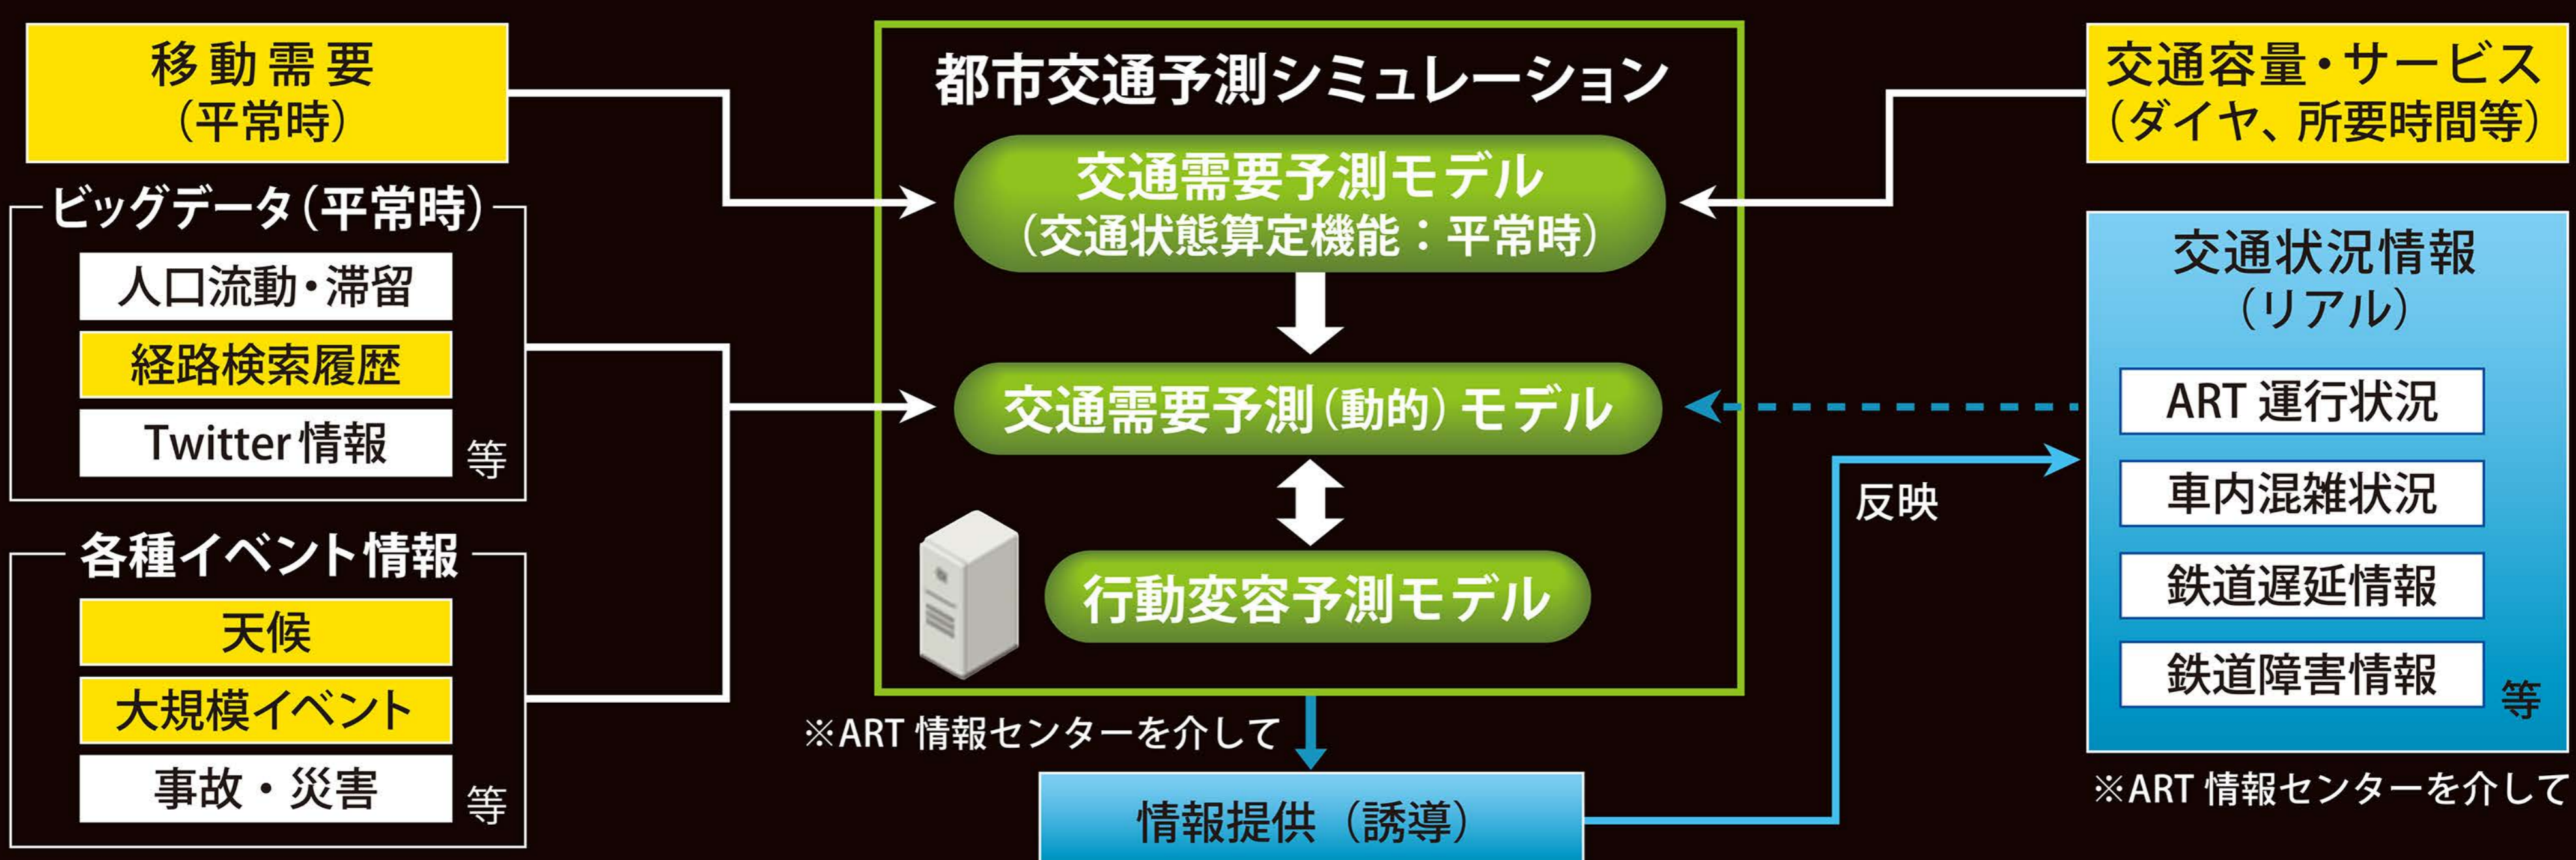 移動需要
（平常時）
ビッグデータ（平常時）
人口流動・滞留
経路検索履歴
Twitter情報
等
各種イベント情報
天候
大規模イベント
事故・災害
等
都市交通予測シミュレーション
交通需要予測モデル
（交通状態算定機能：平常時）
交通需要予測（動的）モデル
行動変容予測モデル
※ART 情報センターを介して
情報提供（誘導）
反映
交通容量・サービス
（ダイヤ、所要時間等）
交通状況情報
（リアル）
ART 運行状況
車内混雑状況
鉄道遅延情報
鉄道障害情報
等
※ART 情報センターを介して